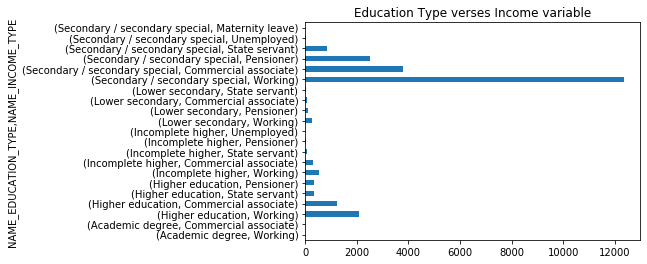 Education Type verses Income variable
NAME_EDUCATION_TYPE,NAME_INCOME_TYPE
(Secondary / secondary special, Maternity leave)
(Secondary / secondary special, Unemployed)
(Secondary / secondary special, State servant)
(Secondary / secondary special, Pensioner)
(Secondary / secondary special, Commercial associate)
(Secondary / secondary special, Working)
(Lower secondary, State servant)
(Lower secondary, Commercial associate)
(Lower secondary, Pensioner)
(Lower secondary, Working)
(Incomplete higher, Unemployed)
(Incomplete higher, Pensioner)
(Incomplete higher, State servant)
(Incomplete higher, Commercial associate)
(Incomplete higher, Working)
(Higher education, Pensioner)
(Higher education, State servant)
(Higher education, Commercial associate)
(Higher education, Working)
(Academic degree, Commercial associate)
(Academic degree, Working)
0 2000 4000 6000 8000 10000 12000